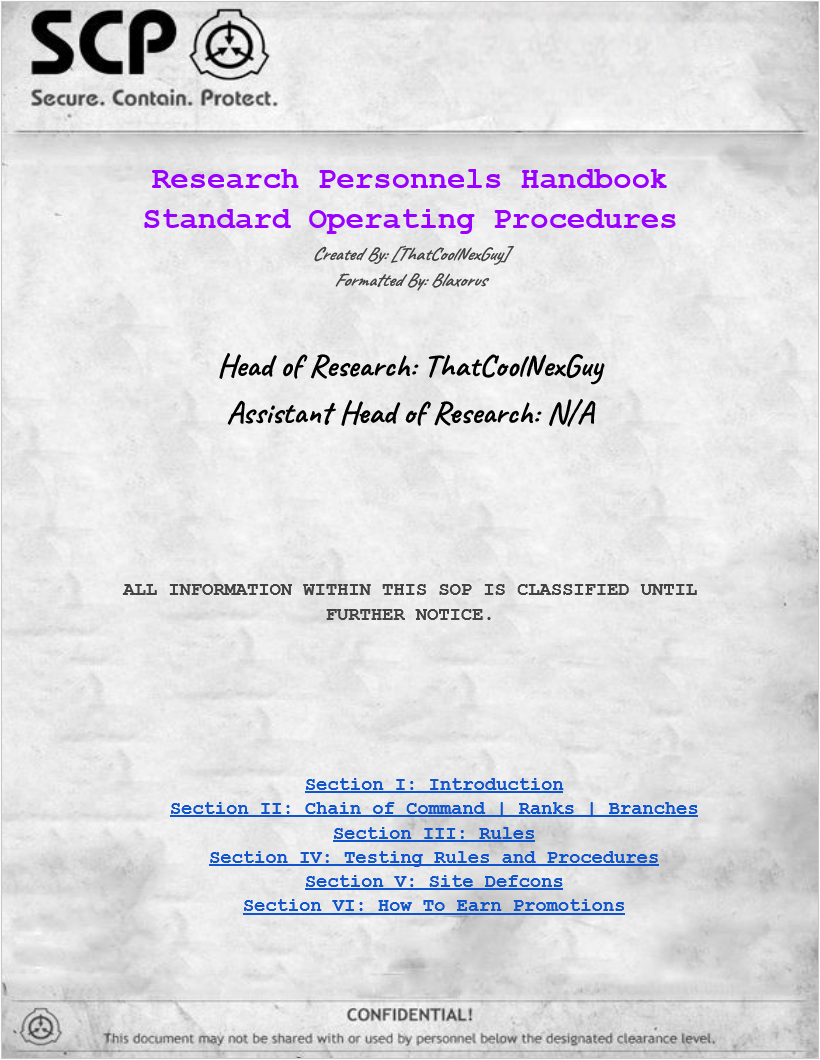 SCP
Secure. Contain. Protect.
Research Personnels Handbook
Standard Operating Procedures
Created By: [ThatCoolNexGuy]
Formatted By: Blaxorus
Head of Research: ThatCoolNexGuy
Assistant Head of Research: N/A
ALL INFORMATION WITHIN THIS SOP IS CLASSIFIED UNTIL
FURTHER NOTICE.
Section I: Introduction
Section II: Chain of Command | Ranks | Branches
Section III: Rules
Section IV: Testing Rules and Procedures
Section V: Site Defcons
Section VI: How To Earn Promotions
CONFIDENTIAL!
This document may not be shared with or used by personnel below the designated clearance level.